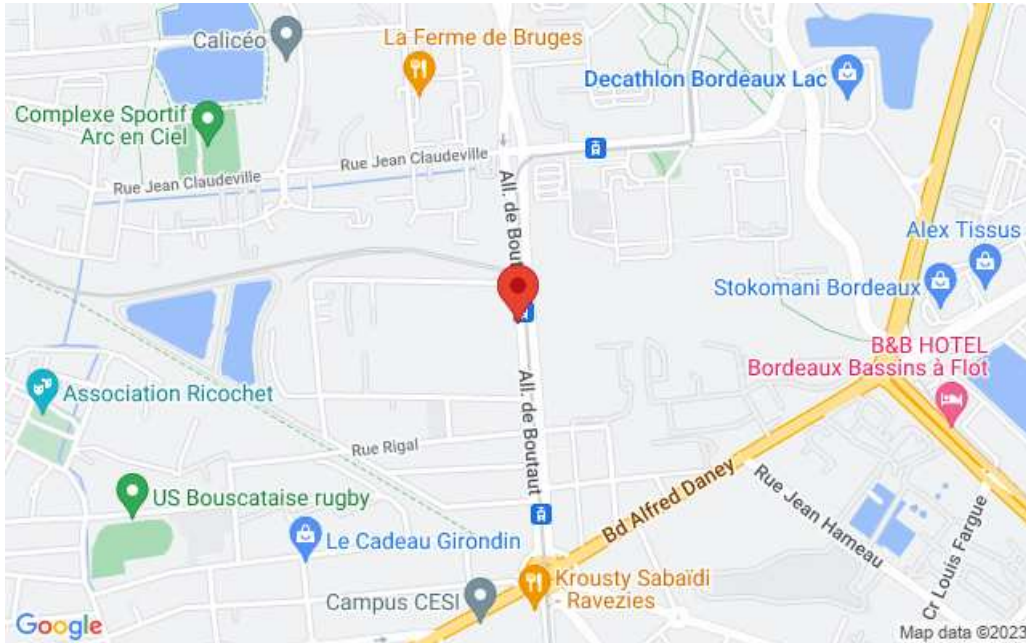 Calicéo
La Ferme de Bruges
Decathlon Bordeaux Lac
Complexe Sportif
Arc en Ciel
Rue Jean Claudeville
Rue Jean Claudeville
All. de Bout
Alex Tissus
Stokomani Bordeaux
B&B HOTEL
Bordeaux Bassins à Flot
Association Ricochet
All. de Boutaut
Rue Rigal
US Bouscataise rugby
Bd Alfred Daney
Rue Jean Hameau
Cr Louis Fargue
Le Cadeau Girondin
Campus CESI
Krousty Sabaïdi
- Ravezies
Google
Map data ©2023